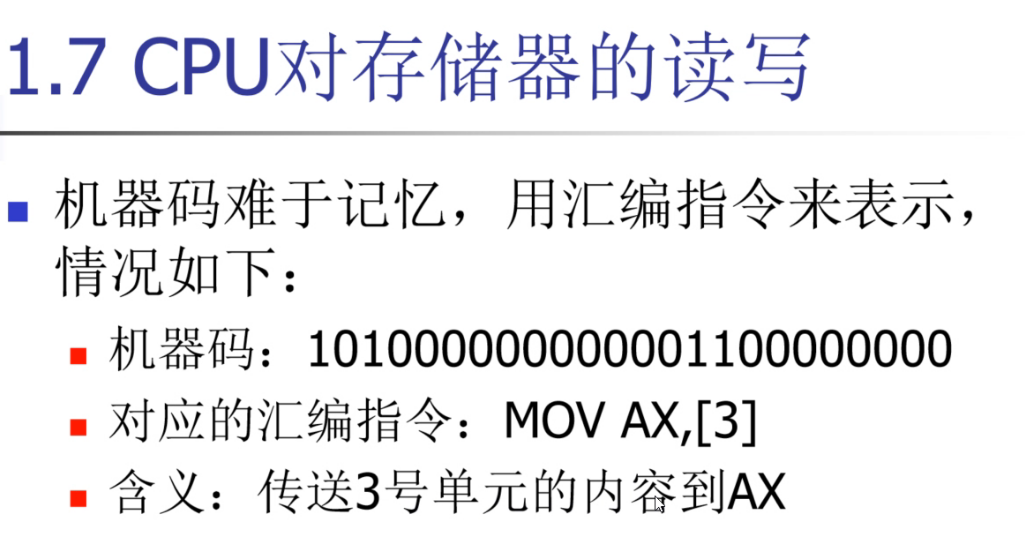 1.7 CPU对存储器的读写
机器码难于记忆，用汇编指令来表示，
情况如下：
机器码：101000000000001100000000
对应的汇编指令：MOV AX,[3]
含义：传送3号单元的内容到AX